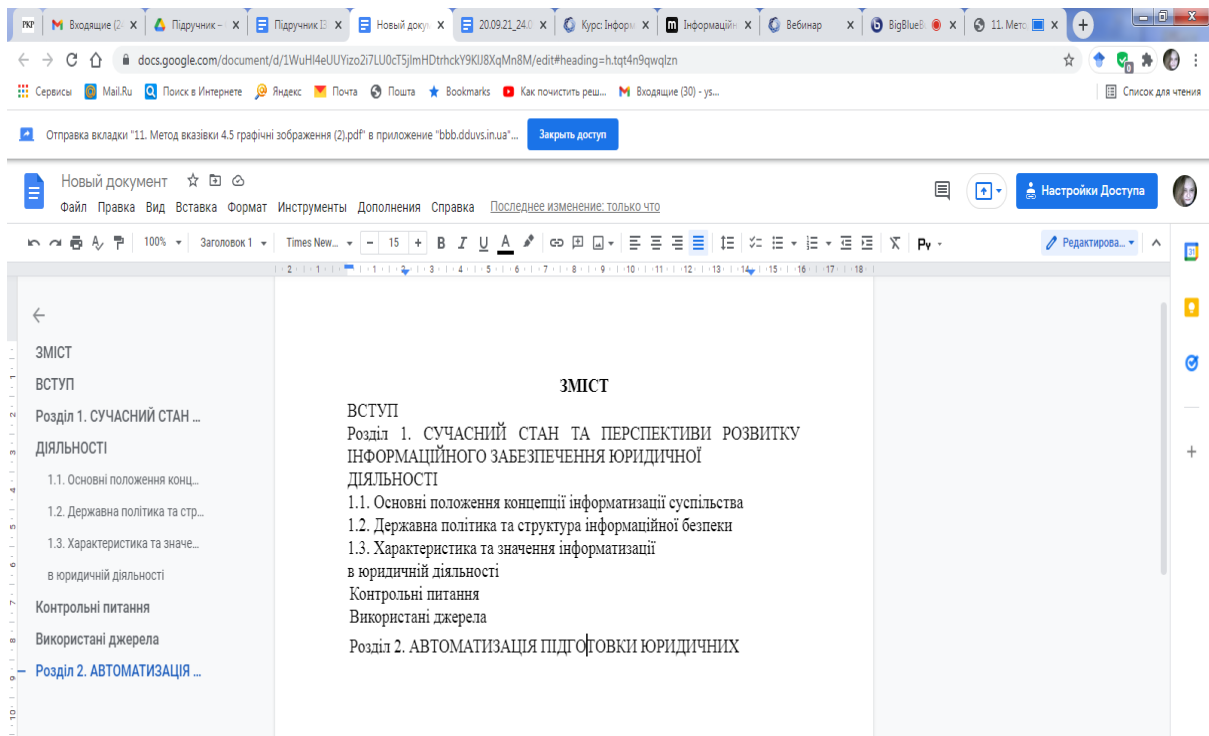 РКР
Входящие (2
Підручник –
Підручник ІЗ
Новый докум
20.09.21_24.0
Курс: Інформ
Інформаційн
Вебинар
BigBlueB
11. Мето
docs.google.com/document/d/1WuHl4eUUYizo2i7LU0cT5jImHDtrhckY9KlJ8XqMn8M/edit#heading=h.tqt4n9qwqlzn
Сервисы
Mail.Ru
Поиск в Интернете
Яндекс
Почта
Пошта
Bookmarks
Как почистить реш...
Входящие (30) - ys...
Список для чтения
Отправка вкладки "11. Метод вказівки 4.5 графічні зображення (2).pdf" в приложение "bbb.dduvs.in.ua"...
Закрыть доступ
Новый документ
Файл Правка Вид Вставка Формат Инструменты Дополнения Справка Последнее изменение: только что
Настройки Доступа
100% Заголовок 1 Times New... – 15 + B I U A
Редактирова...
ЗМІСТ
ВСТУП
Розділ 1. СУЧАСНИЙ СТАН ...
ДІЯЛЬНОСТІ
1.1. Основні положення конц...
1.2. Державна політика та стр...
1.3. Характеристика та значе...
в юридичній діяльності
Контрольні питання
Використані джерела
Розділ 2. АВТОМАТИЗАЦІЯ ...
ЗМІСТ
ВСТУП
Розділ 1. СУЧАСНИЙ СТАН ТА ПЕРСПЕКТИВИ РОЗВИТКУ
ІНФОРМАЦІЙНОГО ЗАБЕЗПЕЧЕННЯ ЮРИДИЧНОЇ
ДІЯЛЬНОСТІ
1.1. Основні положення концепції інформатизації суспільства
1.2. Державна політика та структура інформаційної безпеки
1.3. Характеристика та значення інформатизації
в юридичній діяльності
Контрольні питання
Використані джерела
Розділ 2. АВТОМАТИЗАЦІЯ ПІДГОТОВКИ ЮРИДИЧНИХ